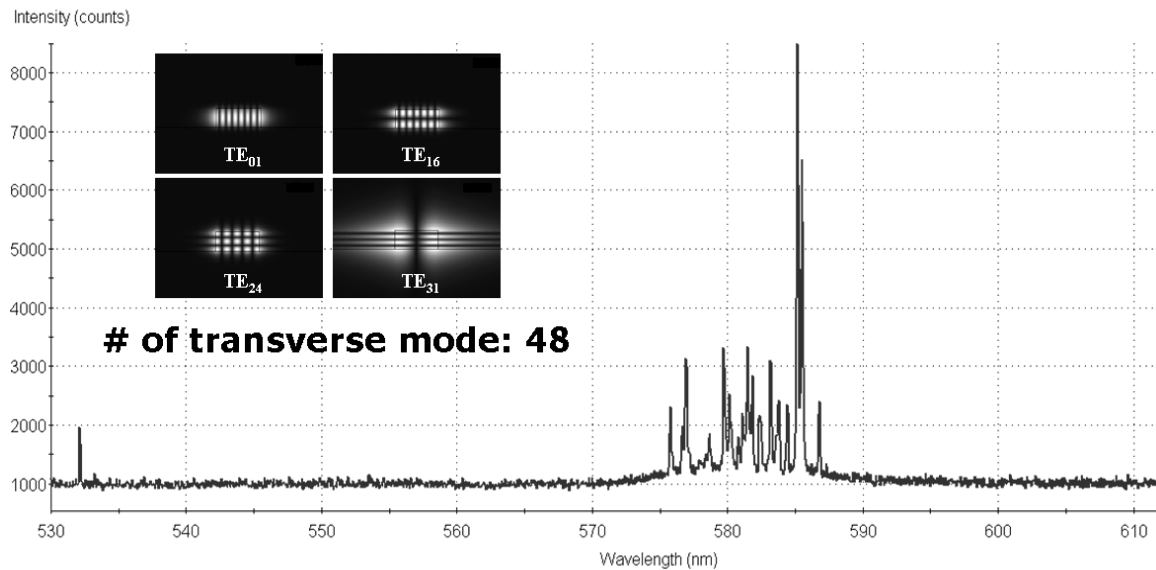 Intensity (counts)
8000
7000
6000
5000
4000
3000
2000
1000
TE01
TE16
TE24
TE31
# of transverse mode: 48
530 540 550 560 570 580 590 600 610
Wavelength (nm)